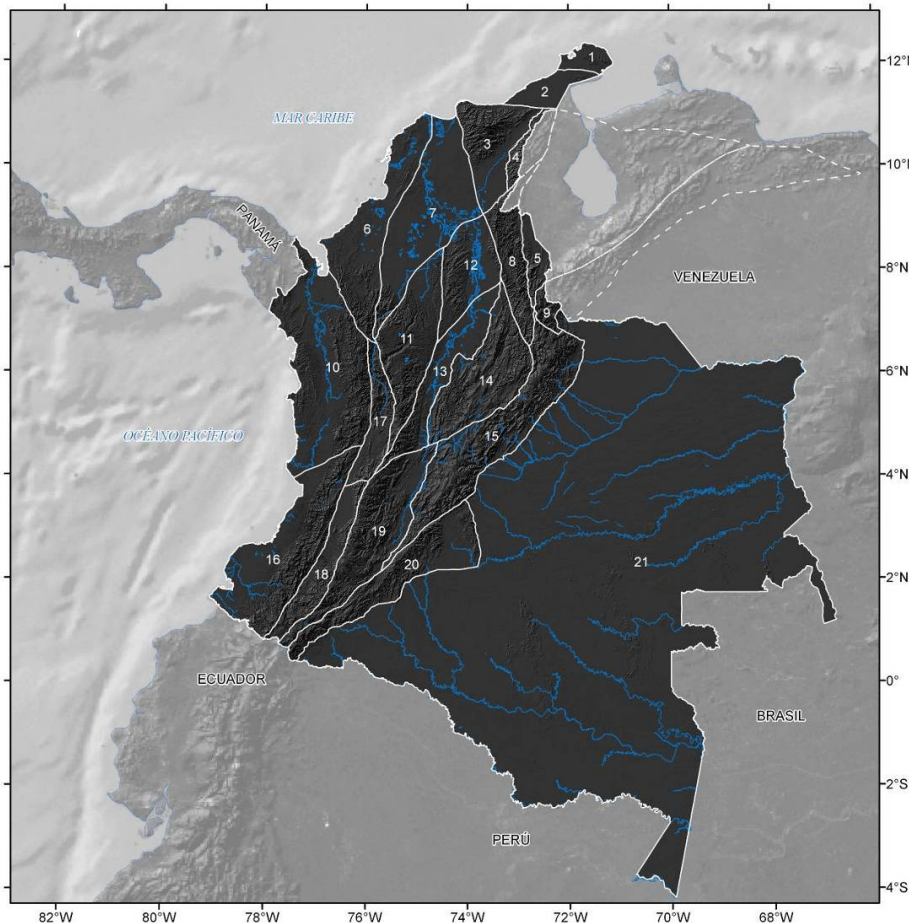 12°N
10°N
8°N
6°N
4°N
2°N
0°
2°S
4°S
1
2
MAR CARIBE
3
4
PANAMÁ
6
7
8
5
12
VENEZUELA
9
10
11
13
14
17
15
OCÉANO PACÍFICO
16
18
19
20
21
ECUADOR
BRASIL
PERÚ
82°W
80°W
78°W
76°W
74°W
72°W
70°W
68°W